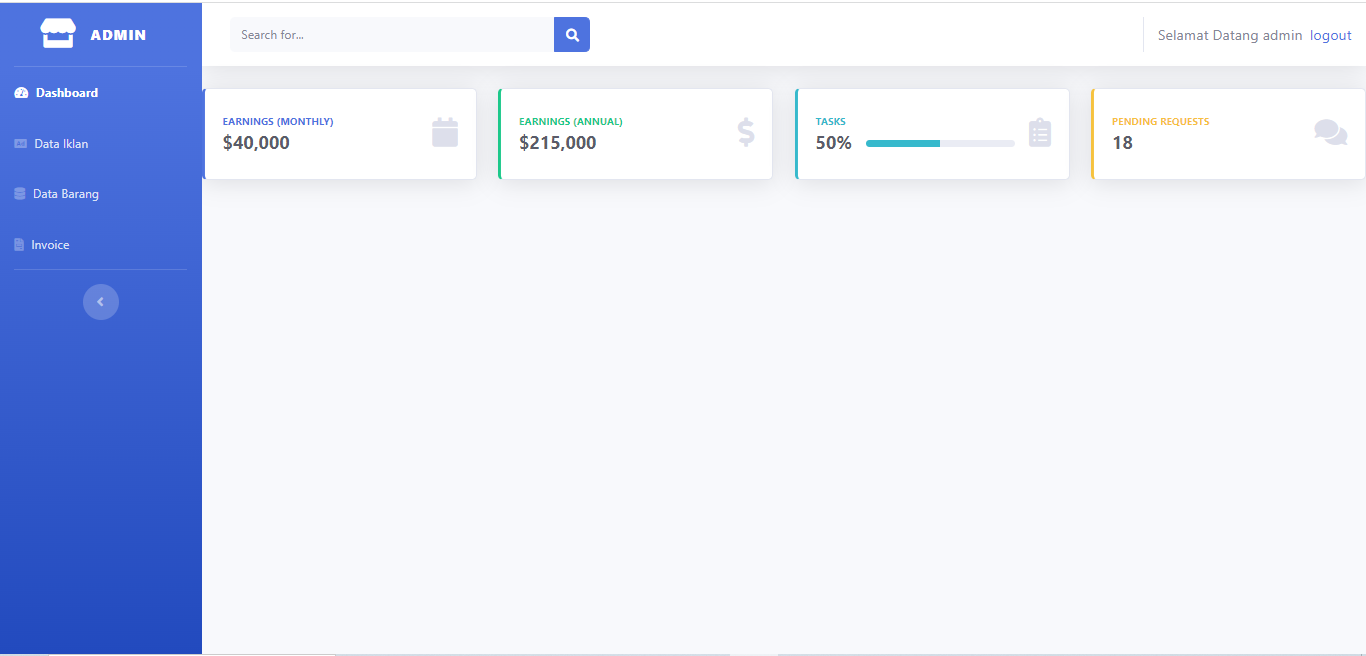 ADMIN
Search for...
Selamat Datang admin logout
Dashboard
Data Iklan
Data Barang
Invoice
EARNINGS (MONTHLY)
$40,000
EARNINGS (ANNUAL)
$215,000
TASKS
50%
PENDING REQUESTS
18